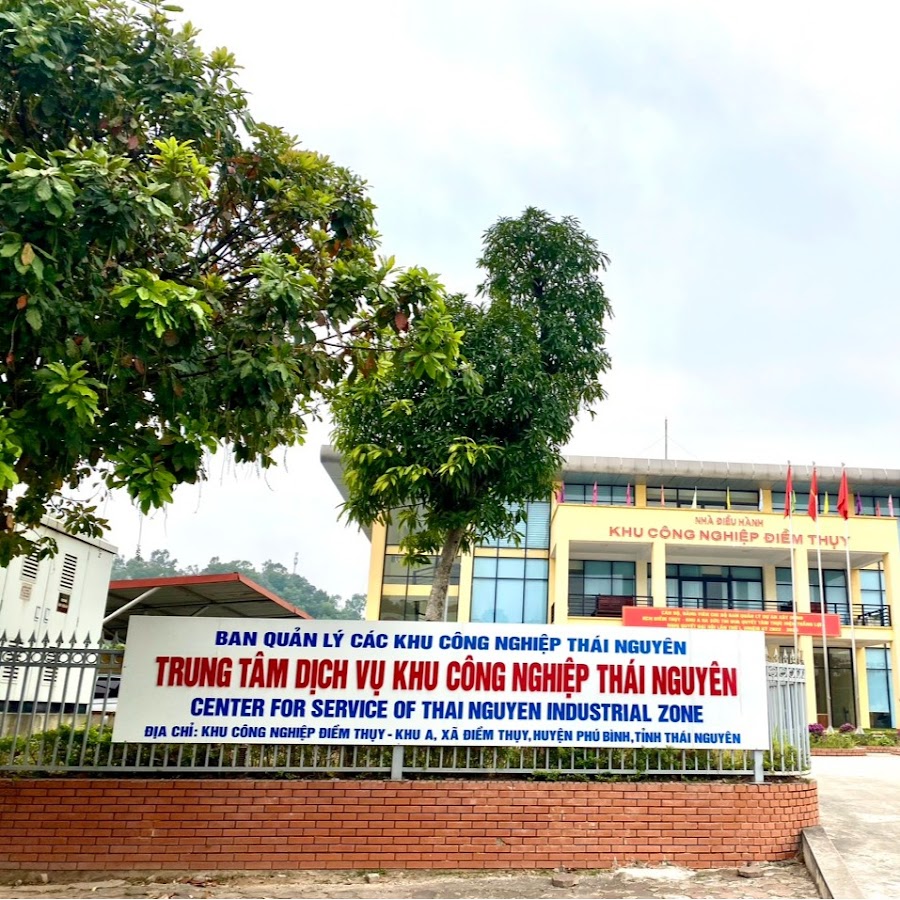 NHÀ ĐIỀU HÀNH
KHU CÔNG NGHIỆP ĐIỀM THỤY
BAN QUẢN LÝ CÁC KHU CÔNG NGHIỆP THÁI NGUYÊN
TRUNG TÂM DỊCH VỤ KHU CÔNG NGHIỆP THÁI NGUYÊN
CENTER FOR SERVICE OF THAI NGUYEN INDUSTRIAL ZONE
ĐỊA CHỈ: KHU CÔNG NGHIỆP ĐIỀM THỤY - KHU A, XÃ ĐIỀM THỤY, HUYỆN PHÚ BÌNH, TỈNH THÁI NGUYÊN